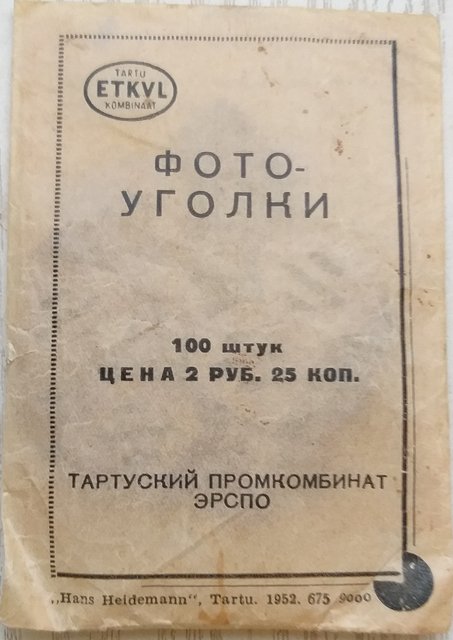 TARTU
ETKVL
KOMBINAAT
ФОТО-
УГОЛКИ
100 штук
ЦЕНА 2 РУБ. 25 КОП.
ТАРТУСКИЙ ПРОМКОМБИНАТ
ЭРСПО
„Hans Heidemann“, Tartu. 1952. 675 9000